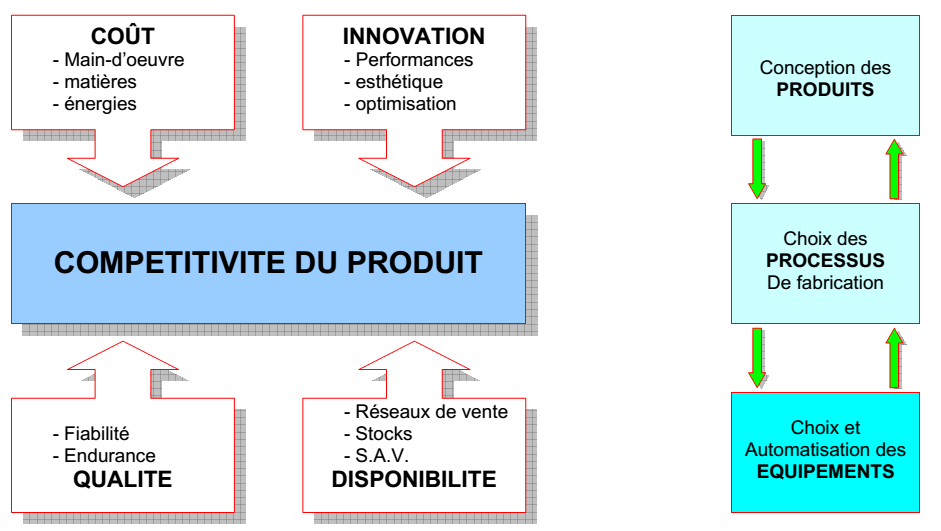 COÛT
- Main-d'oeuvre
- matières
- énergies
INNOVATION
- Performances
- esthétique
- optimisation
COMPETITIVITE DU PRODUIT
- Fiabilité
- Endurance
QUALITE
- Réseaux de vente
- Stocks
- S.A.V.
DISPONIBILITE
Conception des
PRODUITS
Choix des
PROCESSUS
De fabrication
Choix et
Automatisation des
EQUIPEMENTS